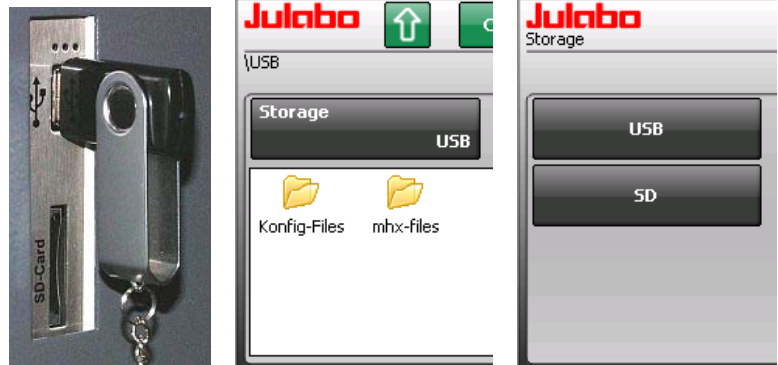 SD-Card
Julabo
\USB
Storage
USB
Konfig-Files
mhx-files
Julabo
Storage
USB
SD